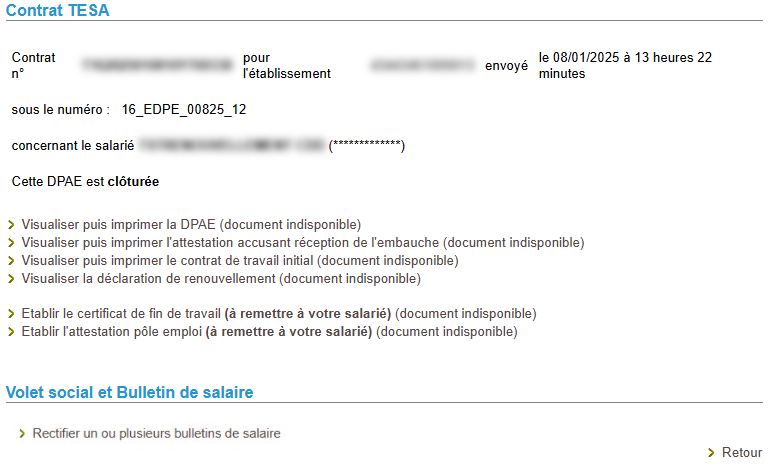 Contrat TESA
Contrat n° pour l'établissement envoyé le 08/01/2025 à 13 heures 22 minutes
sous le numéro : 16_EDPE_00825_12
concernant le salarié (*************)
Cette DPAE est clôturée
Visualiser puis imprimer la DPAE (document indisponible)
Visualiser puis imprimer l'attestation accusant réception de l'embauche (document indisponible)
Visualiser puis imprimer le contrat de travail initial (document indisponible)
Visualiser la déclaration de renouvellement (document indisponible)
Etablir le certificat de fin de travail (à remettre à votre salarié) (document indisponible)
Etablir l'attestation pôle emploi (à remettre à votre salarié) (document indisponible)
Volet social et Bulletin de salaire
Rectifier un ou plusieurs bulletins de salaire
Retour